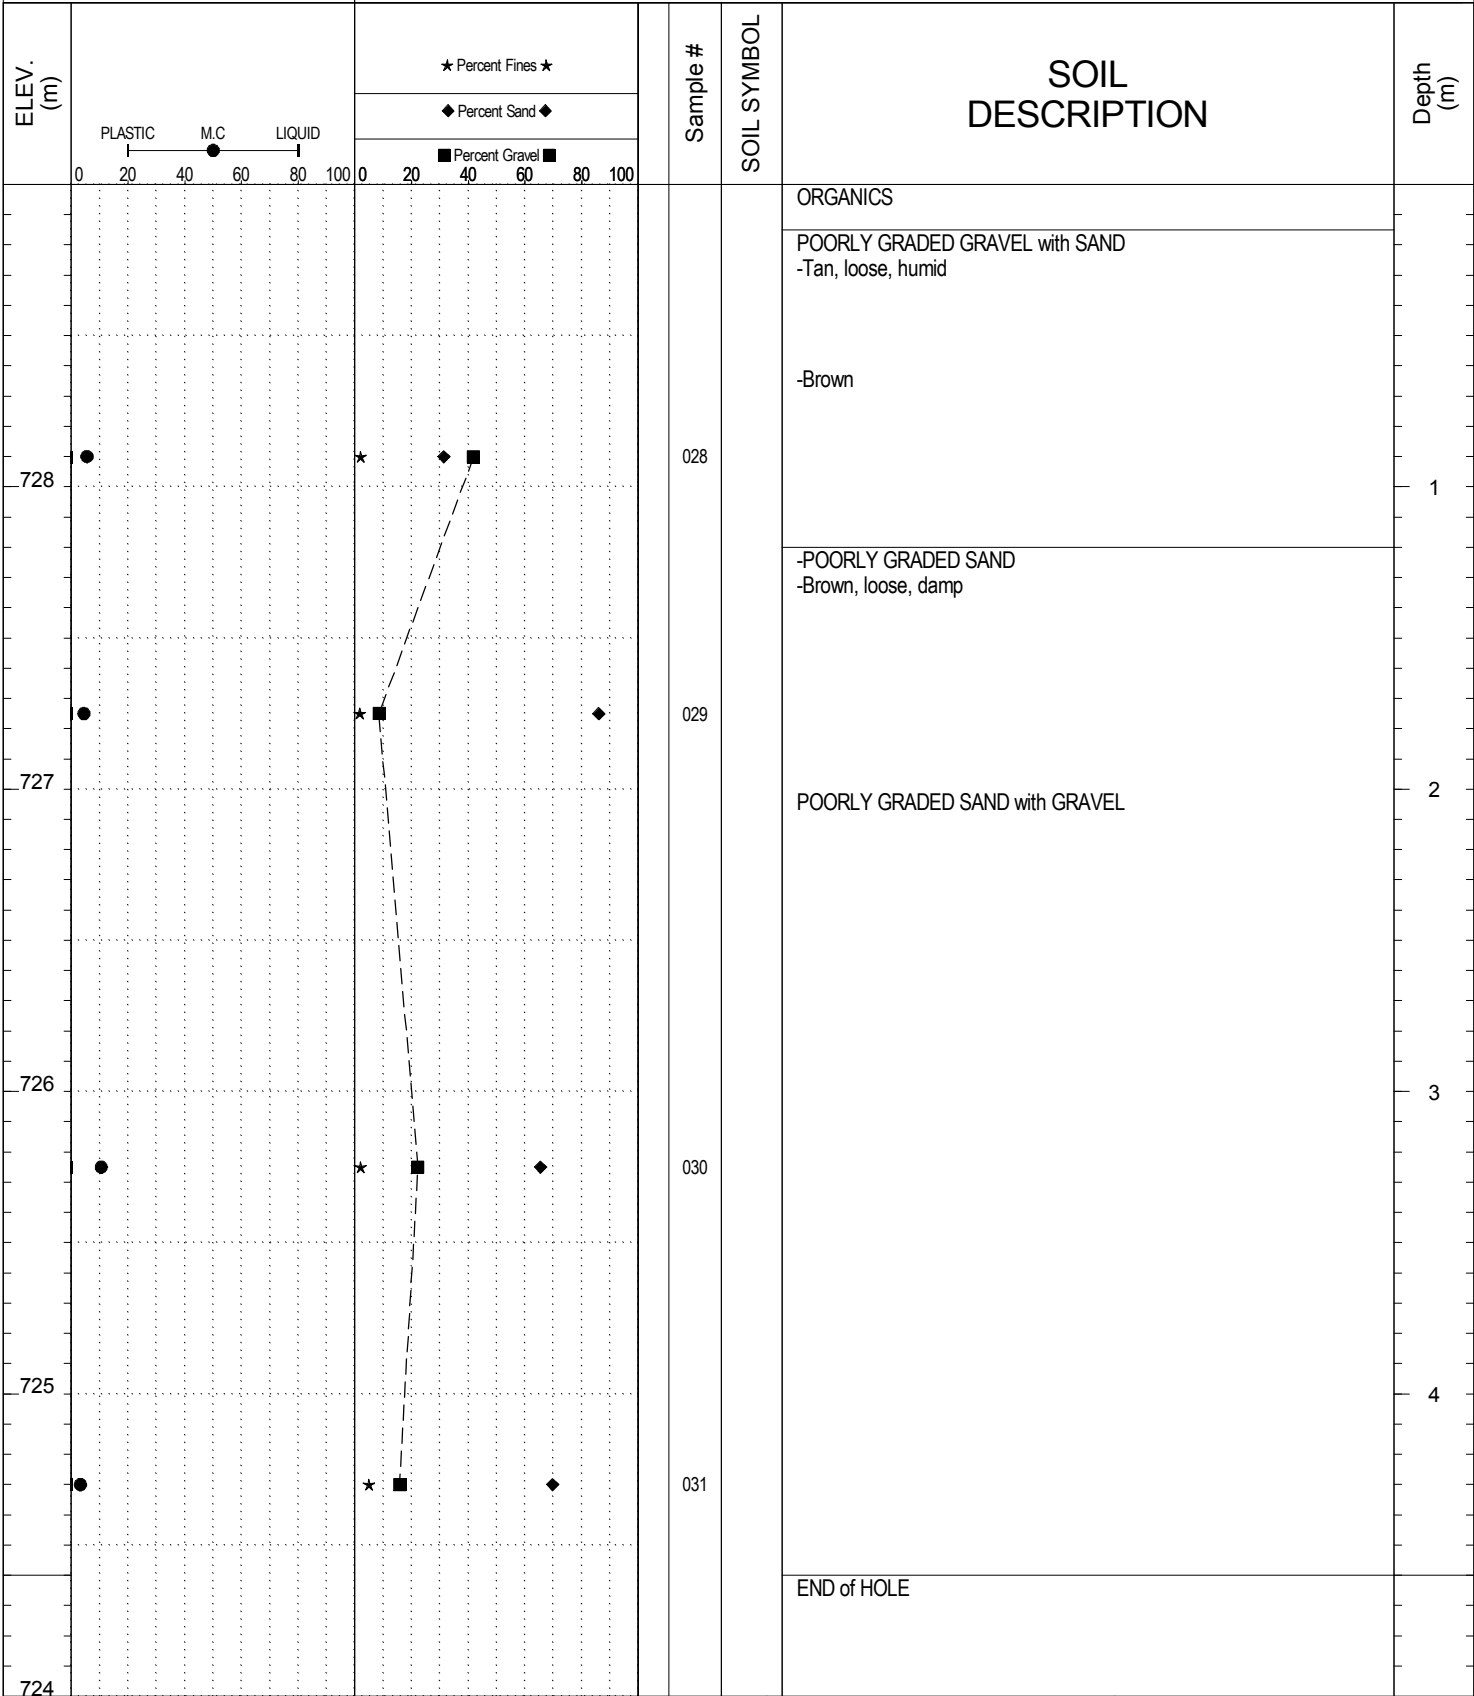 ELEV.
(m)
PLASTIC M.C LIQUID
0 20 40 60 80 100
★ Percent Fines ★
◆ Percent Sand ◆
■ Percent Gravel ■
0 20 40 60 80 100
Sample #
SOIL SYMBOL
SOIL
DESCRIPTION
Depth
(m)
ORGANICS
POORLY GRADED GRAVEL with SAND
-Tan, loose, humid
-Brown
028
728
1
-POORLY GRADED SAND
-Brown, loose, damp
029
727
2
POORLY GRADED SAND with GRAVEL
726
3
030
725
4
031
END of HOLE
724